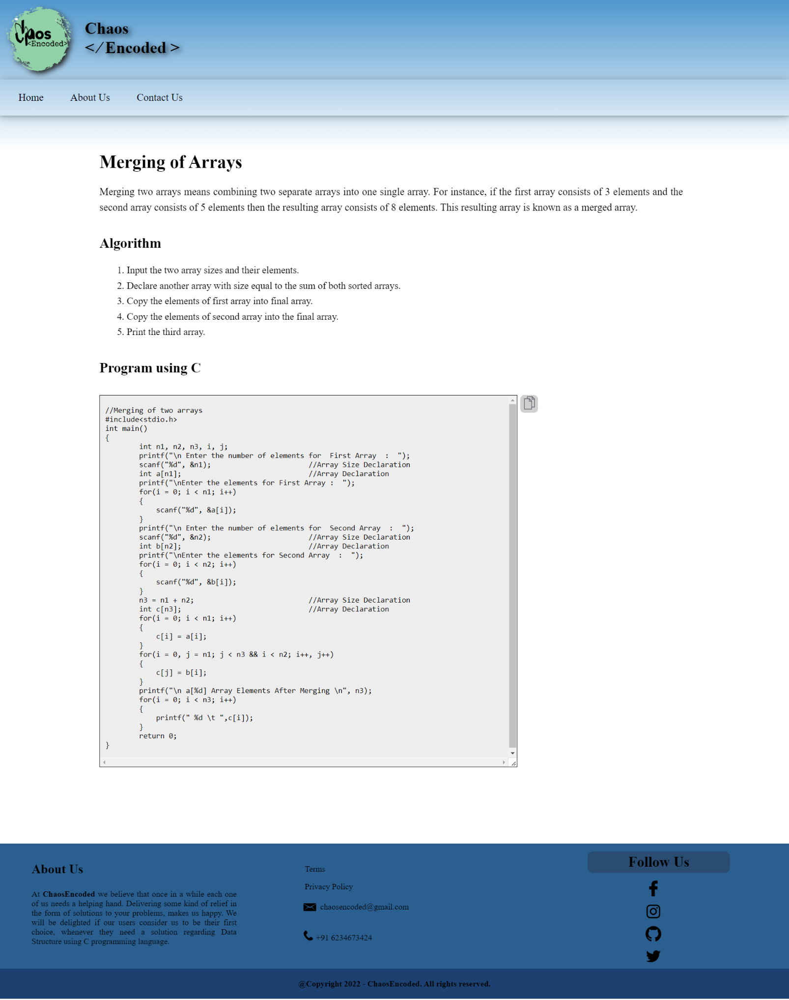 Chaos
<Encoded>
Chaos
</Encoded >
Home About Us Contact Us
Merging of Arrays
Merging two arrays means combining two separate arrays into one single array. For instance, if the first array consists of 3 elements and the
second array consists of 5 elements then the resulting array consists of 8 elements. This resulting array is known as a merged array.
Algorithm
1. Input the two array sizes and their elements.
2. Declare another array with size equal to the sum of both sorted arrays.
3. Copy the elements of first array into final array.
4. Copy the elements of second array into the final array.
5. Print the third array.
Program using C
//Merging of two arrays
#include<stdio.h>
int main()
{
        int n1, n2, n3, i, j;
        printf("\n Enter the number of elements for  First Array  :  ");
        scanf("%d", &n1);                       //Array Size Declaration
        int a[n1];                              //Array Declaration
        printf("\nEnter the elements for First Array :  ");
        for(i = 0; i < n1; i++)
        {
            scanf("%d", &a[i]);
        }
        printf("\n Enter the number of elements for  Second Array  :  ");
        scanf("%d", &n2);                       //Array Size Declaration
        int b[n2];                              //Array Declaration
        printf("\nEnter the elements for Second Array  :  ");
        for(i = 0; i < n2; i++)
        {
            scanf("%d", &b[i]);
        }
        n3 = n1 + n2;                           //Array Size Declaration
        int c[n3];                              //Array Declaration
        for(i = 0; i < n1; i++)
        {
            c[i] = a[i];
        }
        for(i = 0, j = n1; j < n3 && i < n2; i++, j++)
        {
            c[j] = b[i];
        }
        printf("\n a[%d] Array Elements After Merging \n", n3);
        for(i = 0; i < n3; i++)
        {
            printf(" %d \t ",c[i]);
        }
        return 0;
}
About Us
At ChaosEncoded we believe that once in a while each one
of us needs a helping hand. Delivering some kind of relief in
the form of solutions to your problems, makes us happy. We
will be delighted if our users consider us to be their first
choice, whenever they need a solution regarding Data
Structure using C programming language.
Terms
Privacy Policy
chaosencoded@gmail.com
+91 6234673424
Follow Us
@Copyright 2022 - ChaosEncoded. All rights reserved.